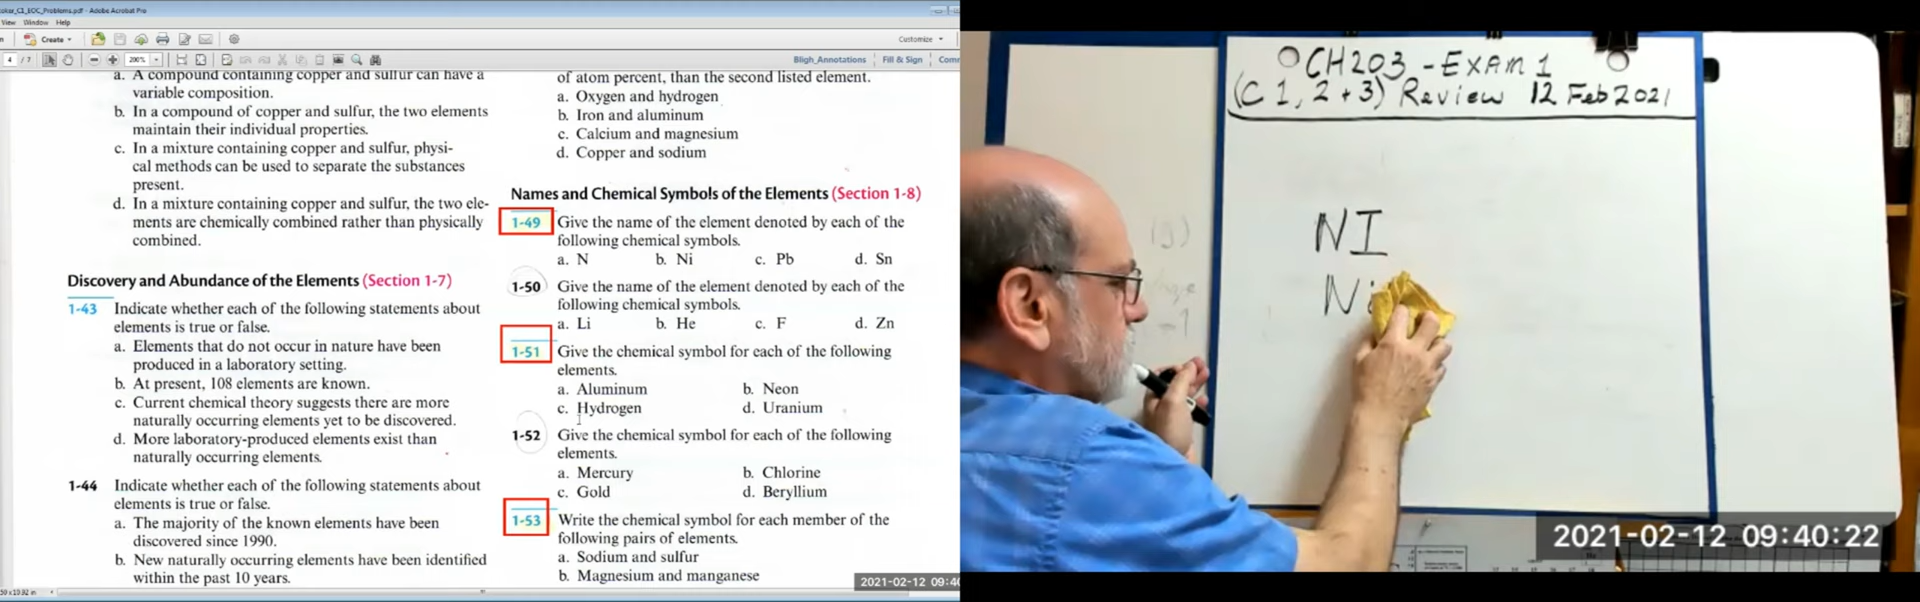 oker_C1_EOC_Problems.pdf - Adobe Acrobat Pro
View Window Help
Create
Customize
4 / 7
200%
Bligh_Annotations
Fill & Sign
Com
a. A compound containing copper and sulfur can have a
variable composition.
b. In a compound of copper and sulfur, the two elements
maintain their individual properties.
c. In a mixture containing copper and sulfur, physi-
cal methods can be used to separate the substances
present.
d. In a mixture containing copper and sulfur, the two ele-
ments are chemically combined rather than physically
combined.
Discovery and Abundance of the Elements (Section 1-7)
1-43 Indicate whether each of the following statements about
elements is true or false.
a. Elements that do not occur in nature have been
produced in a laboratory setting.
b. At present, 108 elements are known.
c. Current chemical theory suggests there are more
naturally occurring elements yet to be discovered.
d. More laboratory-produced elements exist than
naturally occurring elements.
1-44 Indicate whether each of the following statements about
elements is true or false.
a. The majority of the known elements have been
discovered since 1990.
b. New naturally occurring elements have been identified
within the past 10 years.
of atom percent, than the second listed element.
a. Oxygen and hydrogen
b. Iron and aluminum
c. Calcium and magnesium
d. Copper and sodium
Names and Chemical Symbols of the Elements (Section 1-8)
1-49 Give the name of the element denoted by each of the
following chemical symbols.
a. N b. Ni c. Pb d. Sn
1-50 Give the name of the element denoted by each of the
following chemical symbols.
a. Li b. He c. F d. Zn
1-51 Give the chemical symbol for each of the following
elements.
a. Aluminum b. Neon
c. Hydrogen d. Uranium
1-52 Give the chemical symbol for each of the following
elements.
a. Mercury b. Chlorine
c. Gold d. Beryllium
1-53 Write the chemical symbol for each member of the
following pairs of elements.
a. Sodium and sulfur
b. Magnesium and manganese
2021-02-12 09:40
CH203 - EXAM 1
(C 1, 2 + 3) Review 12 Feb 2021
NI
Ni
(g)
-1
2021-02-12 09:40:22